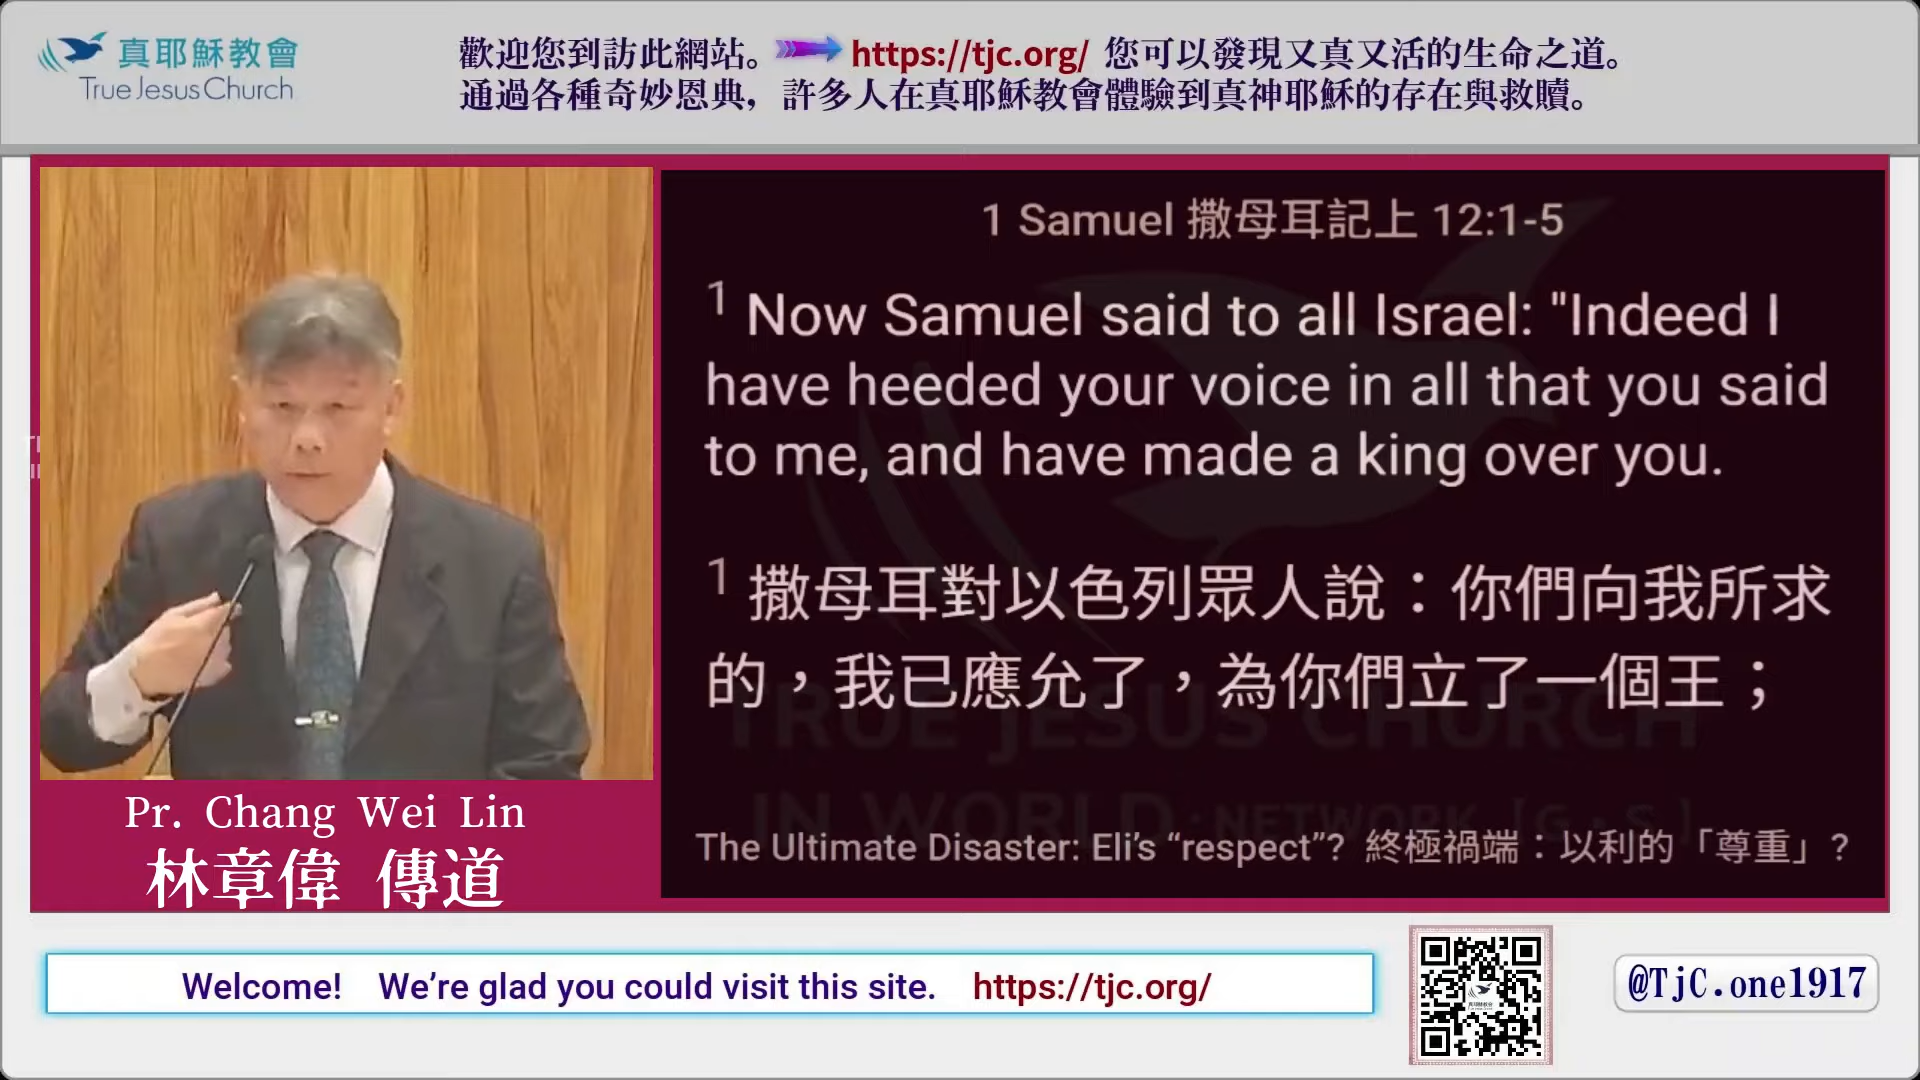 真耶穌教會
True Jesus Church
歡迎您到訪此網站。 https://tjc.org/ 您可以發現又真又活的生命之道。
通過各種奇妙恩典，許多人在真耶穌教會體驗到真神耶穌的存在與救贖。
1 Samuel 撒母耳記上 12:1-5
1 Now Samuel said to all Israel: "Indeed I
have heeded your voice in all that you said
to me, and have made a king over you.
1 撒母耳對以色列眾人說：你們向我所求
的，我已應允了，為你們立了一個王；
TRUE JESUS CHURCH
IN WORLD:NETWORK [G.S]
The Ultimate Disaster: Eli’s “respect”? 終極禍端：以利的「尊重」?
Pr. Chang Wei Lin
林章偉 傳道
Welcome! We’re glad you could visit this site. https://tjc.org/
@TjC.one1917